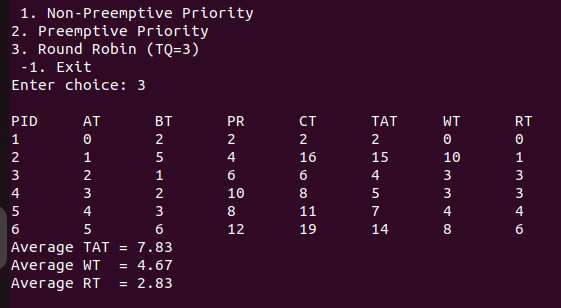 1. Non-Preemptive Priority
2. Preemptive Priority
3. Round Robin (TQ=3)
-1. Exit
Enter choice: 3
PID AT BT PR CT TAT WT RT
1 0 2 2 2 2 0 0
2 1 5 4 16 15 10 1
3 2 1 6 6 4 3 3
4 3 2 10 8 5 3 3
5 4 3 8 11 7 4 4
6 5 6 12 19 14 8 6
Average TAT = 7.83
Average WT = 4.67
Average RT = 2.83